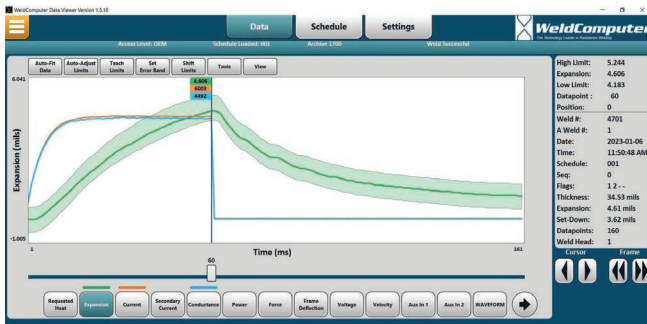 WeldComputer Data Viewer Version 1.5.10
Data
Schedule
Settings
WeldComputer
The Technology Leader in Resistance Welding
Access Level: OEM
Schedule Loaded: 001
Archive 1700
Weld Successful
Auto-Fit Data
Auto-Adjust Limits
Teach Limits
Set Error Band
Shift Limits
Tools
View
6.041
4.606
6003
4492
Expansion (mils)
-1.005
1
Time (ms)
161
60
Requested Heat
Expansion
Current
Secondary Current
Conductance
Power
Force
Frame Deflection
Voltage
Velocity
Aux In 1
Aux In 2
WAVEFORM
High Limit: 5.244
Expansion: 4.606
Low Limit: 4.183
Datapoint : 60
Position: 0
Weld #: 4701
A Weld #: 1
Date: 2023-01-06
Time: 11:50:48 AM
Schedule: 001
Seq: 0
Flags: 1 2 - -
Thickness: 34.53 mils
Expansion: 4.61 mils
Set-Down: 3.62 mils
Datapoints: 160
Weld Head: 1
Cursor
Frame